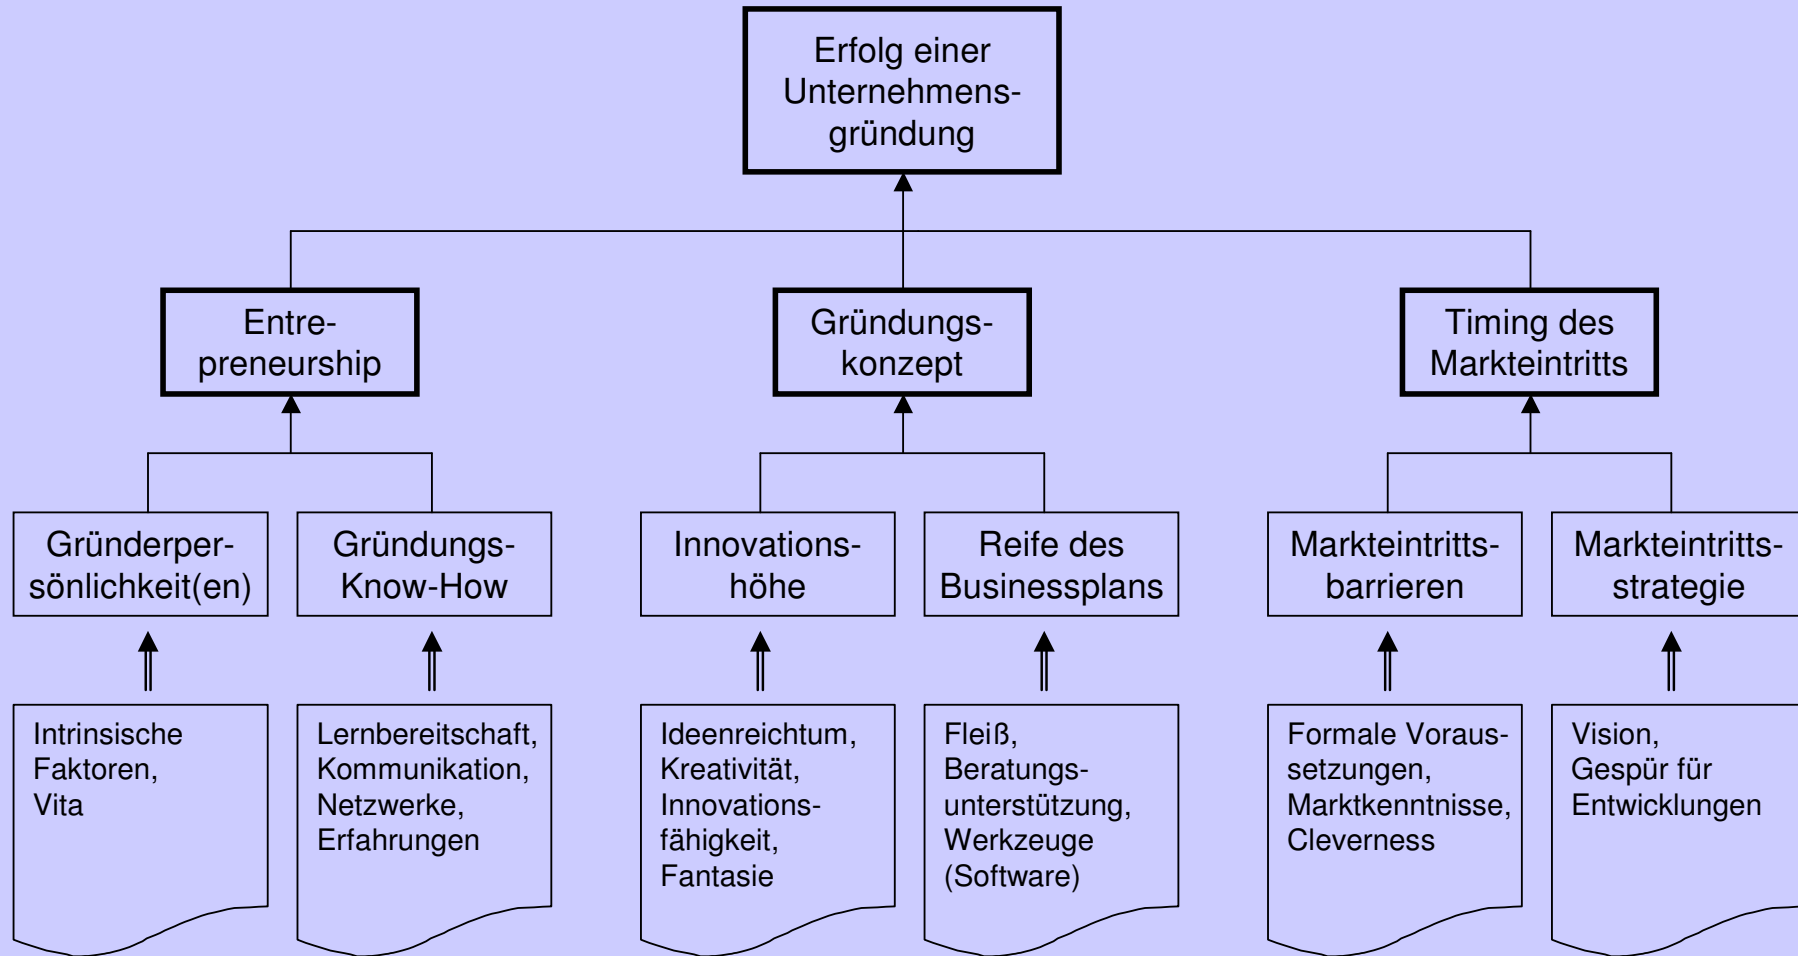 Erfolg einer
Unternehmens-
gründung
Entre-
preneurship
Gründungs-
konzept
Timing des
Markteintritts
Gründerper-
sönlichkeit(en)
Gründungs-
Know-How
Innovations-
höhe
Reife des
Businessplans
Markteintritts-
barrieren
Markteintritts-
strategie
Intrinsische
Faktoren,
Vita
Lernbereitschaft,
Kommunikation,
Netzwerke,
Erfahrungen
Ideenreichtum,
Kreativität,
Innovations-
fähigkeit,
Fantasie
Fleiß,
Beratungs-
unterstützung,
Werkzeuge
(Software)
Formale Voraus-
setzungen,
Marktkenntnisse,
Cleverness
Vision,
Gespür für
Entwicklungen